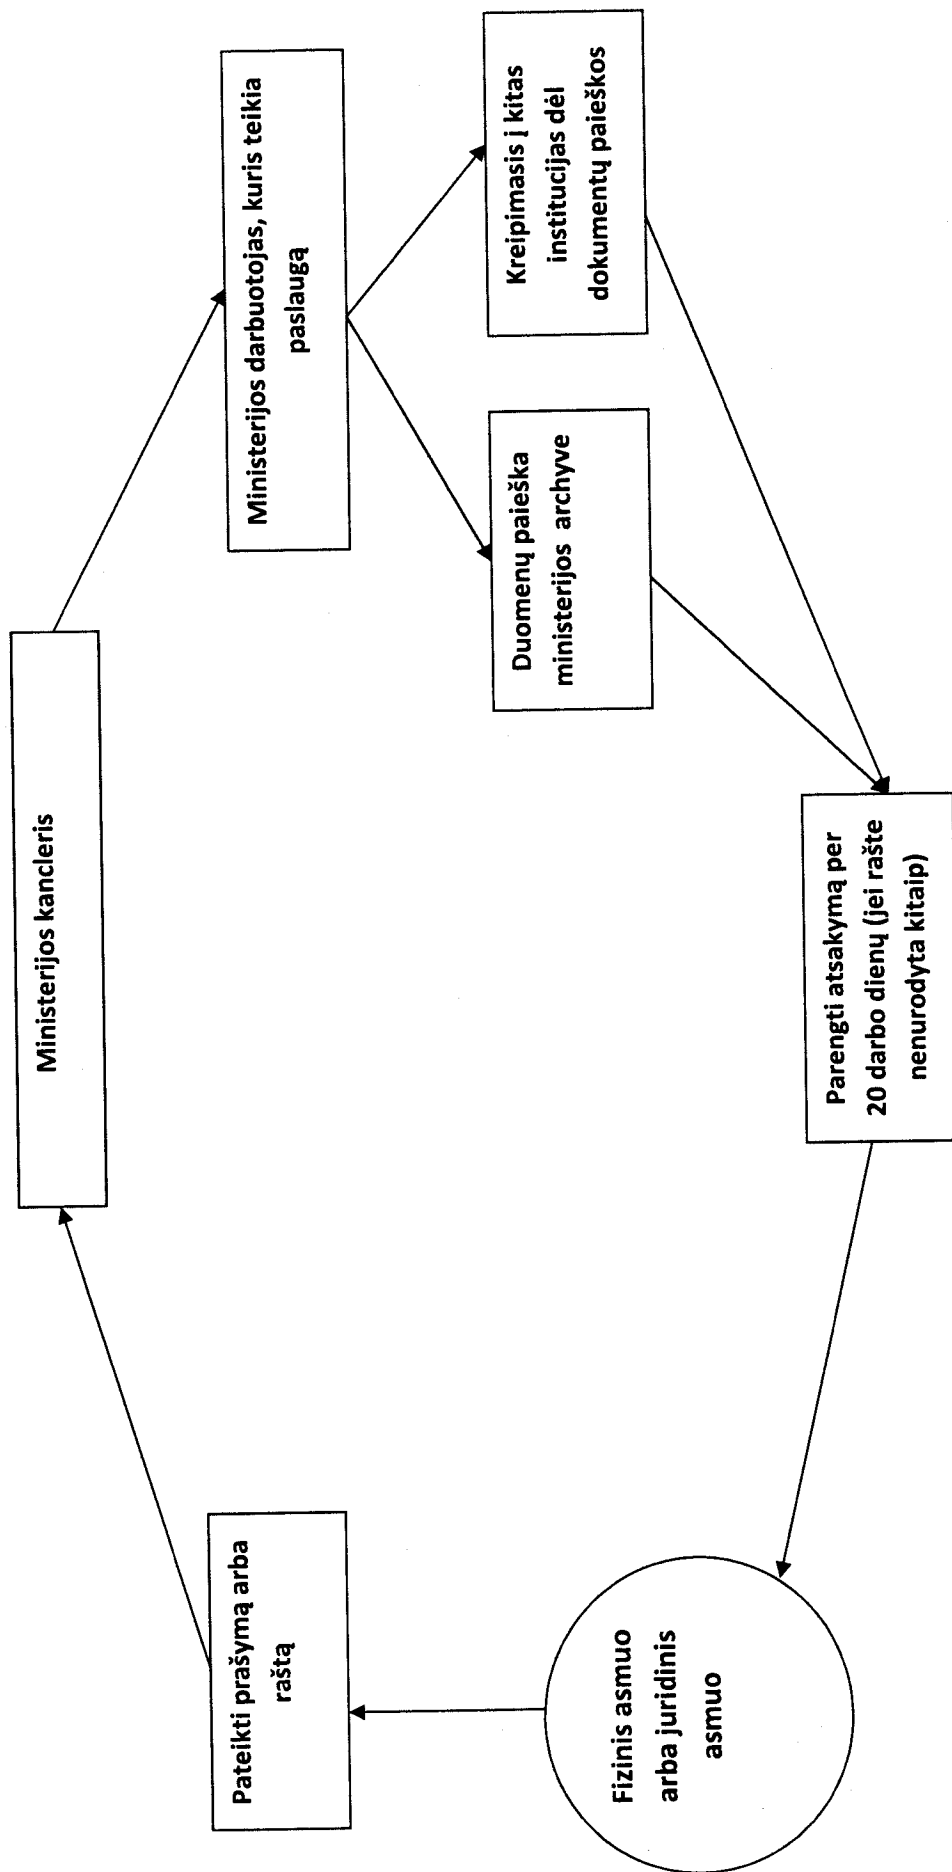 Fizinis asmuo
arba juridinis
asmuo
Pateikti prašymą arba
raštą
Ministerijos kancleris
Ministerijos darbuotojas, kuris teikia
paslaugą
Duomenų paieška
ministerijos archyve
Kreipimasis į kitas
institucijas dėl
dokumentų paieškos
Parengti atsakymą per
20 darbo dienų (jei rašte
nenurodyta kitaip)